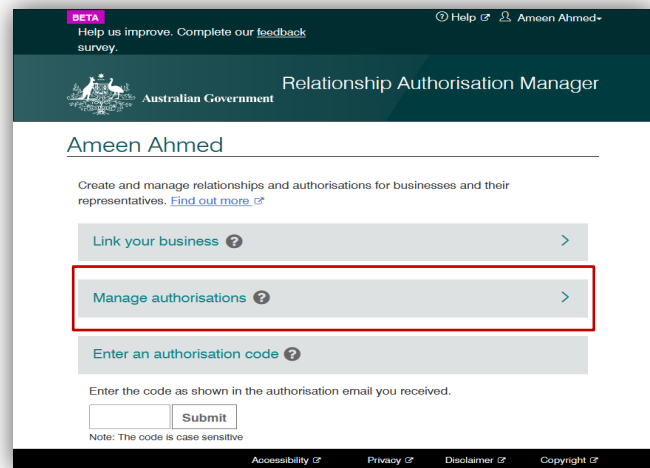 BETA
Help Ameen Ahmed
Help us improve. Complete our feedback
survey.
Relationship Authorisation Manager
Australian Government
Ameen Ahmed
Create and manage relationships and authorisations for businesses and their
representatives. Find out more
Link your business ?
Manage authorisations ?
Enter an authorisation code ?
Enter the code as shown in the authorisation email you received.
Submit
Note: The code is case sensitive
Accessibility Privacy Disclaimer Copyright